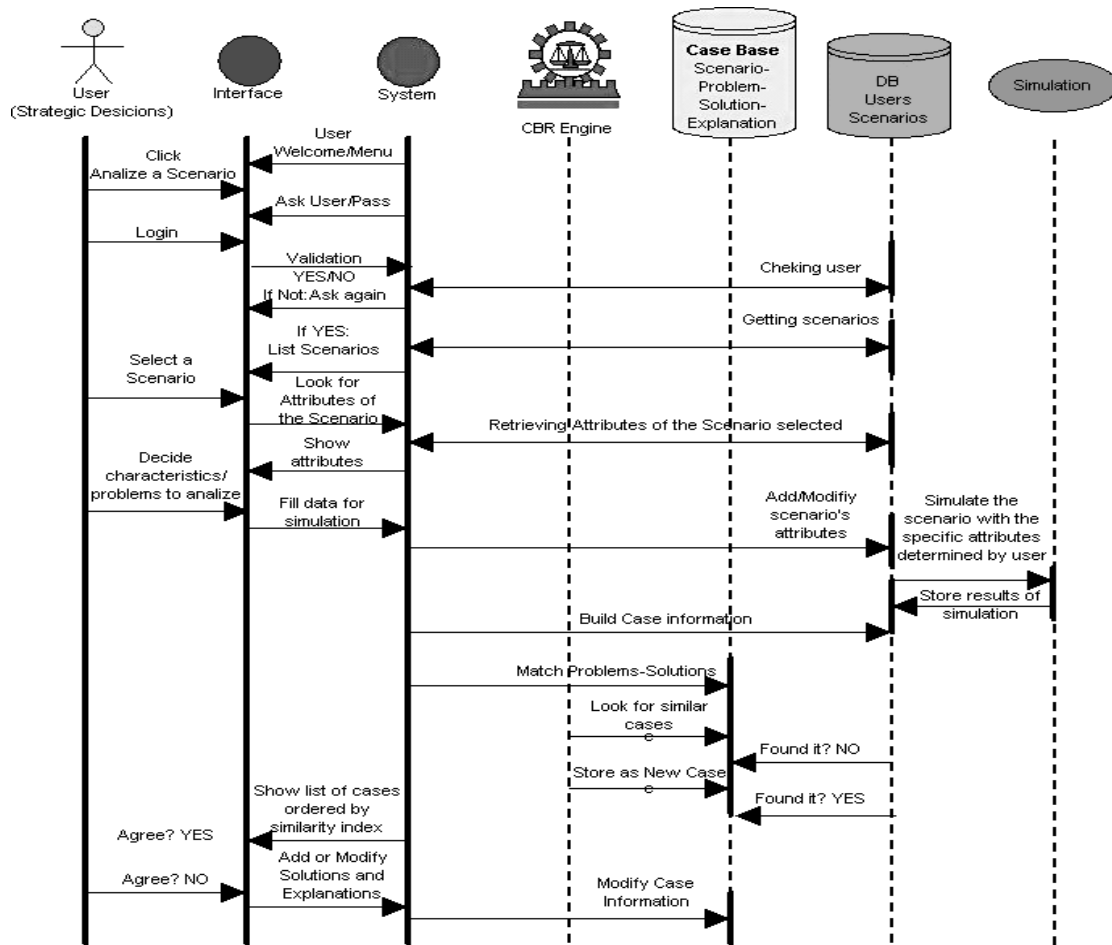 User
(Strategic Desicions)
Interface
System
CBR Engine
Case Base
Scenario-
Problem-
Solution-
Explanation
DB
Users
Scenarios
Simulation
User
Welcome/Menu
Click
Analize a Scenario
Ask User/Pass
Login
Validation
YES/NO
Cheking user
If Not: Ask again
Getting scenarios
If YES:
List Scenarios
Select a
Scenario
Look for
Attributes of
the Scenario
Retrieving Attributes of the Scenario selected
Show
attributes
Decide
characteristics/
problems to analize
Fill data for
simulation
Add/Modifiy
scenario's
attributes
Simulate the
scenario with the
specific attributes
determined by user
Store results of
simulation
Build Case information
Match Problems-Solutions
Look for similar
cases
Found it? NO
Store as New Case
Found it? YES
Show list of cases
ordered by
similarity index
Agree? YES
Add or Modify
Solutions and
Explanations
Agree? NO
Modify Case
Information